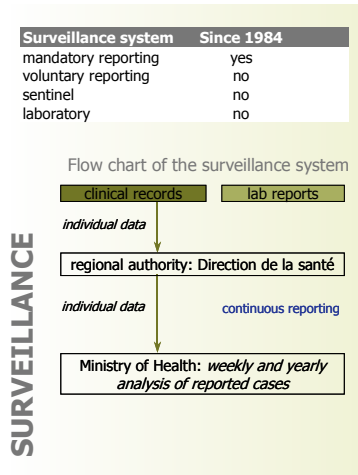 Surveillance system Since 1984
mandatory reporting yes
voluntary reporting no
sentinel no
laboratory no
Flow chart of the surveillance system
clinical records lab reports
individual data
regional authority: Direction de la santé
individual data continuous reporting
Ministry of Health: weekly and yearly
analysis of reported cases
SURVEILLANCE